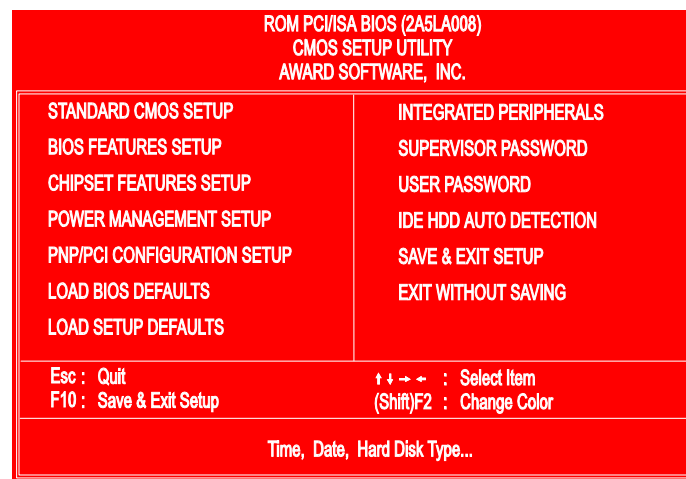 ROM PCI/ISA BIOS (2A5LA008)
CMOS SETUP UTILITY
AWARD SOFTWARE, INC.
STANDARD CMOS SETUP
BIOS FEATURES SETUP
CHIPSET FEATURES SETUP
POWER MANAGEMENT SETUP
PNP/PCI CONFIGURATION SETUP
LOAD BIOS DEFAULTS
LOAD SETUP DEFAULTS
INTEGRATED PERIPHERALS
SUPERVISOR PASSWORD
USER PASSWORD
IDE HDD AUTO DETECTION
SAVE & EXIT SETUP
EXIT WITHOUT SAVING
Esc : Quit
F10 : Save & Exit Setup
↑ ↓ → ← : Select Item
(Shift)F2 : Change Color
Time, Date, Hard Disk Type...